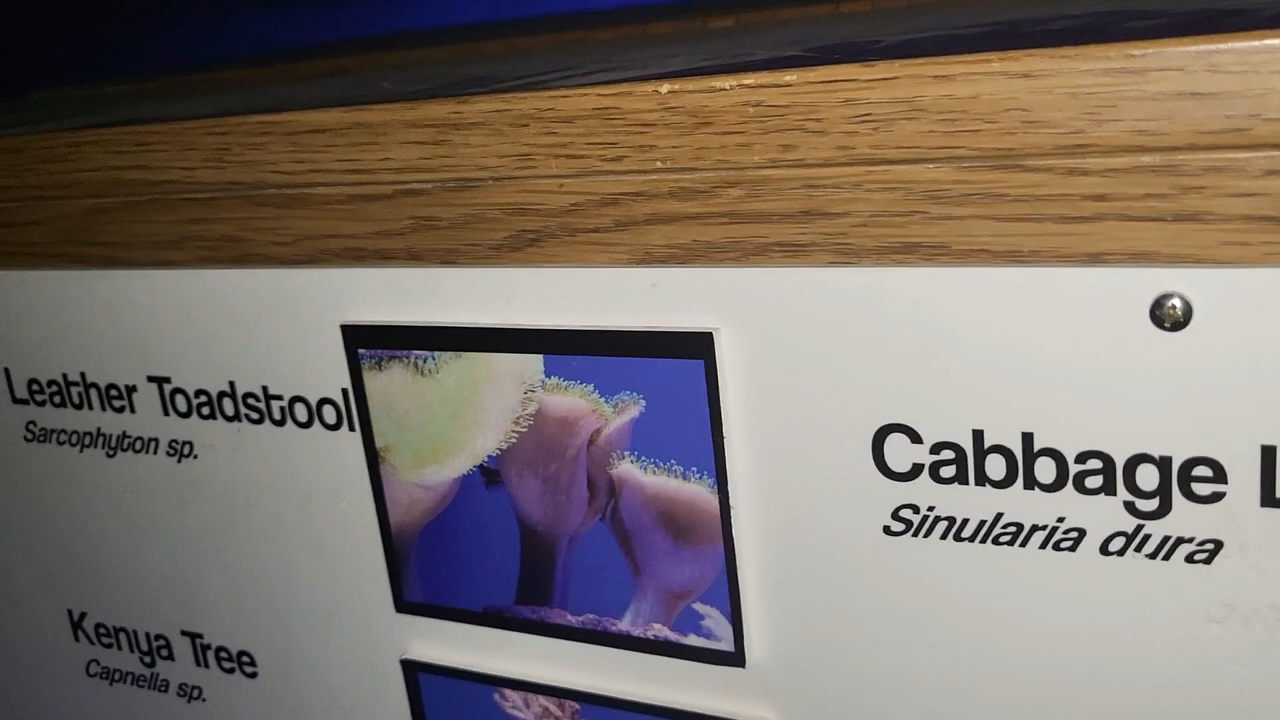 Leather Toadstool
Sarcophyton sp.
Kenya Tree
Capnella sp.
Cabbage
Sinularia dura